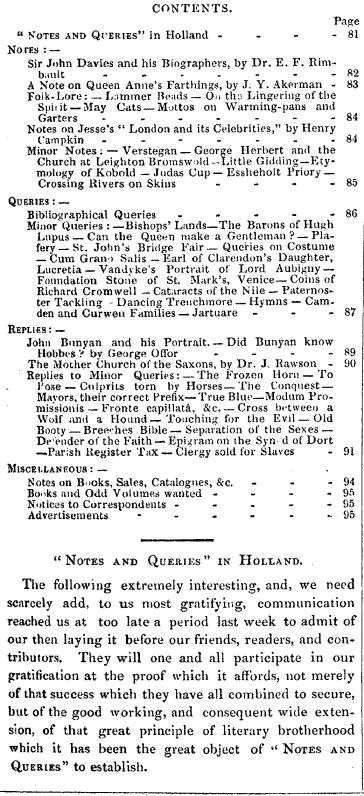 CONTENTS.
Page
"NOTES AND QUERIES" in Holland - - - 81
NOTES:—
Sir John Davies and his Biographers, by Dr. E. F. Rim-
bault - - - - - - 82
A Note on Queen Anne's Farthings, by J. Y. Akerman - 83
Folk-Lore:—Lammer Beads—On the Lingering of the
Spirit—May Cats—Mottos on Warming-pans and
Garters - - - - - - 84
Notes on Jesse's "London and its Celebrities," by Henry
Campkin - - - - - - 84
Minor Notes:—Verstegan—George Herbert and the
Church at Leighton Bromswold—Little Gidding—Ety-
mology of Kobold—Judas Cup—Essheholt Priory—
Crossing Rivers on Skins - - - - 85
QUERIES:—
Bibliographical Queries - - - - 86
Minor Queries:—Bishops' Lands—The Barons of Hugh
Lupus—Can the Queen make a Gentleman?—Pla-
fery—St. John's Bridge Fair—Queries on Costume
—Cum Grano Salis—Earl of Clarendon's Daughter,
Lucretia—Vandyke's Portrait of Lord Aubigny—
Foundation Stone of St. Mark's, Venice—Coins of
Richard Cromwell—Cataracts of the Nile—Paternos-
ter Tackling—Dancing Trenchmore—Hymns—Cam-
den and Curwen Families—Jartuare - - - 87
REPLIES:—
John Bunyan and his Portrait.—Did Bunyan know
Hobbes? by George Offor - - - - 89
The Mother Church of the Saxons, by Dr. J. Rawson - 90
Replies to Minor Queries:—The Frozen Horn—To
Pose—Culprits torn by Horses—The Conquest—
Mayors, their correct Prefix—True Blue—Modum Pro-
missionis—Fronte capillatâ, &c.—Cross between a
Wolf and a Hound—Touching for the Evil—Old
Booty—Breeches Bible—Separation of the Sexes—
Defender of the Faith—Epigram on the Synod of Dort
—Parish Register Tax—Clergy sold for Slaves - 91
MISCELLANEOUS:—
Notes on Books, Sales, Catalogues, &c. - - - 94
Books and Odd Volumes wanted - - - - 95
Notices to Correspondents - - - - 95
Advertisements - - - - - 95
"NOTES AND QUERIES" IN HOLLAND.
The following extremely interesting, and, we need
scarcely add, to us most gratifying, communication
reached us at too late a period last week to admit of
our then laying it before our friends, readers, and con-
tributors. They will one and all participate in our
gratification at the proof which it affords, not merely
of that success which they have all combined to secure,
but of the good working, and consequent wide exten-
sion, of that great principle of literary brotherhood
which it has been the great object of "NOTES AND
QUERIES" to establish.